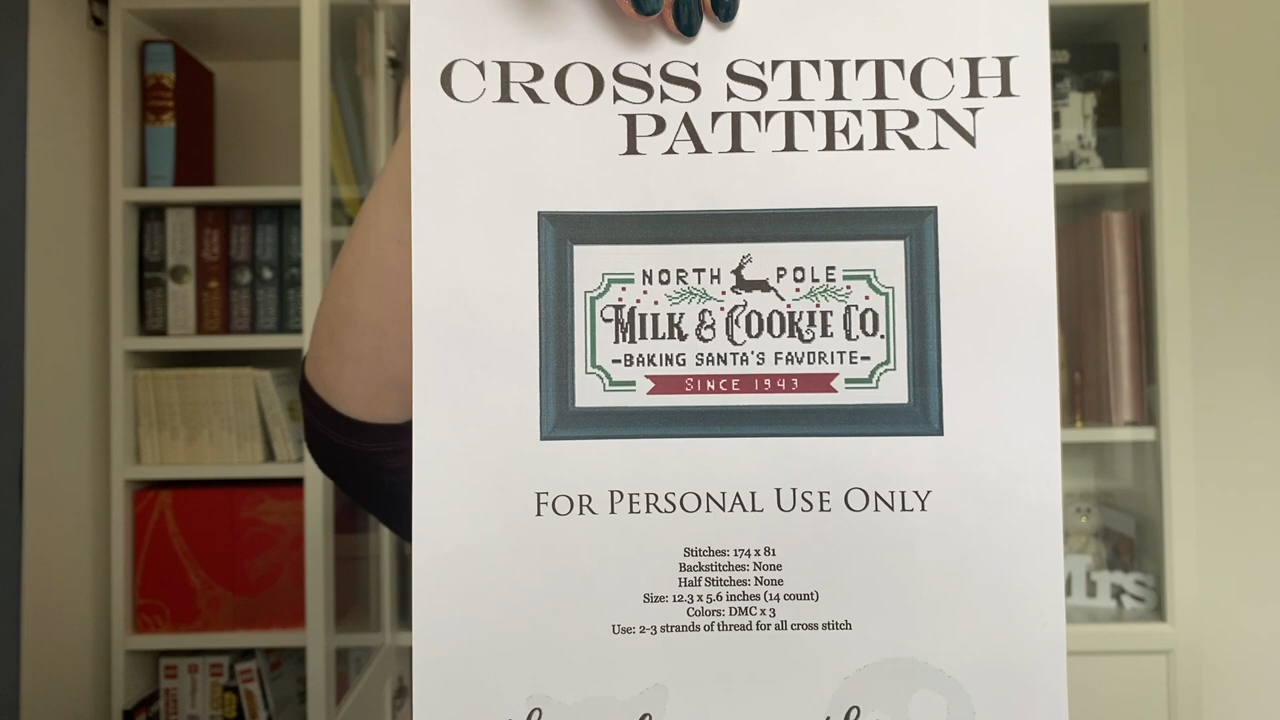 CROSS STITCH
PATTERN
NORTH POLE
MILK & COOKIE CO.
-BAKING SANTA'S FAVORITE-
SINCE 1943
FOR PERSONAL USE ONLY
Stitches: 174 x 81
Backstitches: None
Half Stitches: None
Size: 12.3 x 5.6 inches (14 count)
Colors: DMC x 3
Use: 2-3 strands of thread for all cross stitch
Mrs